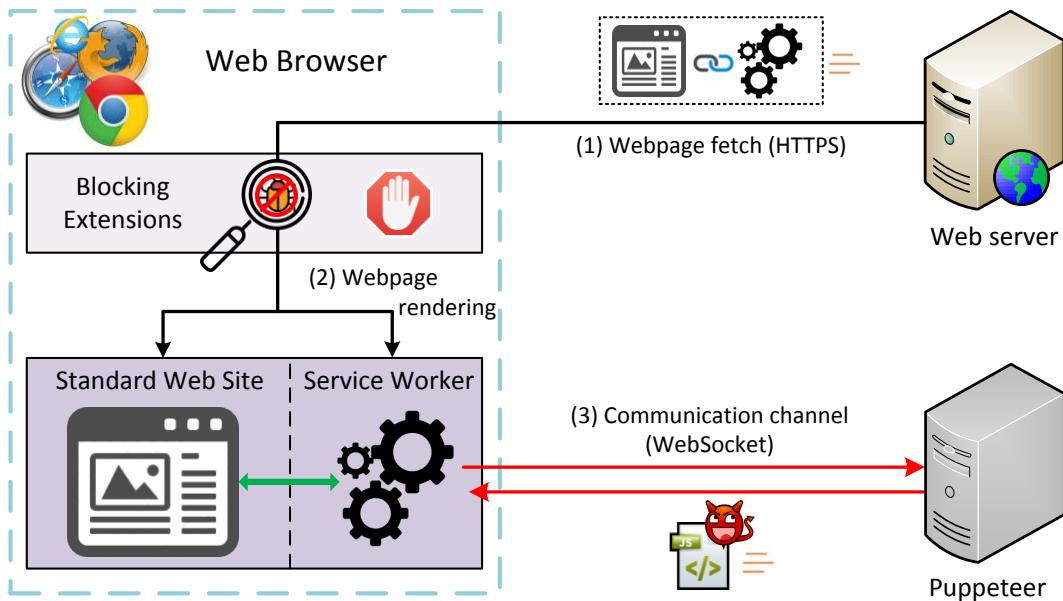 Web Browser
(1) Webpage fetch (HTTPS)
Web server
Blocking
Extensions
(2) Webpage
rendering
Standard Web Site
Service Worker
(3) Communication channel
(WebSocket)
JS
</>
Puppeteer